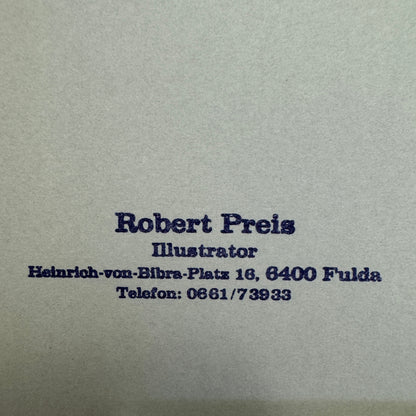 Robert Preis
Illustrator
Heinrich-von-Bibra-Platz 16, 6400 Fulda
Telefon: 0661/73933